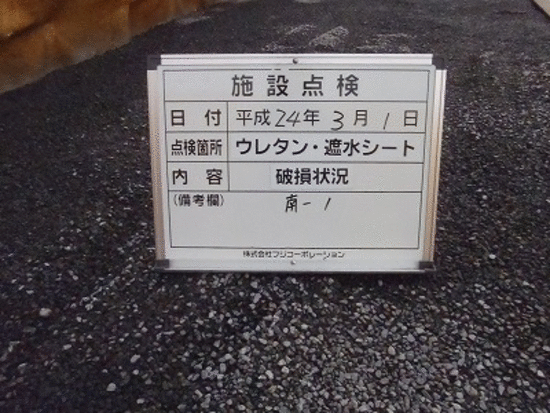 施設点検
日付 平成24年3月1日
点検箇所 ウレタン・遮水シート
内容 破損状況
(備考欄) 南-1
株式会社フジコーポレーション